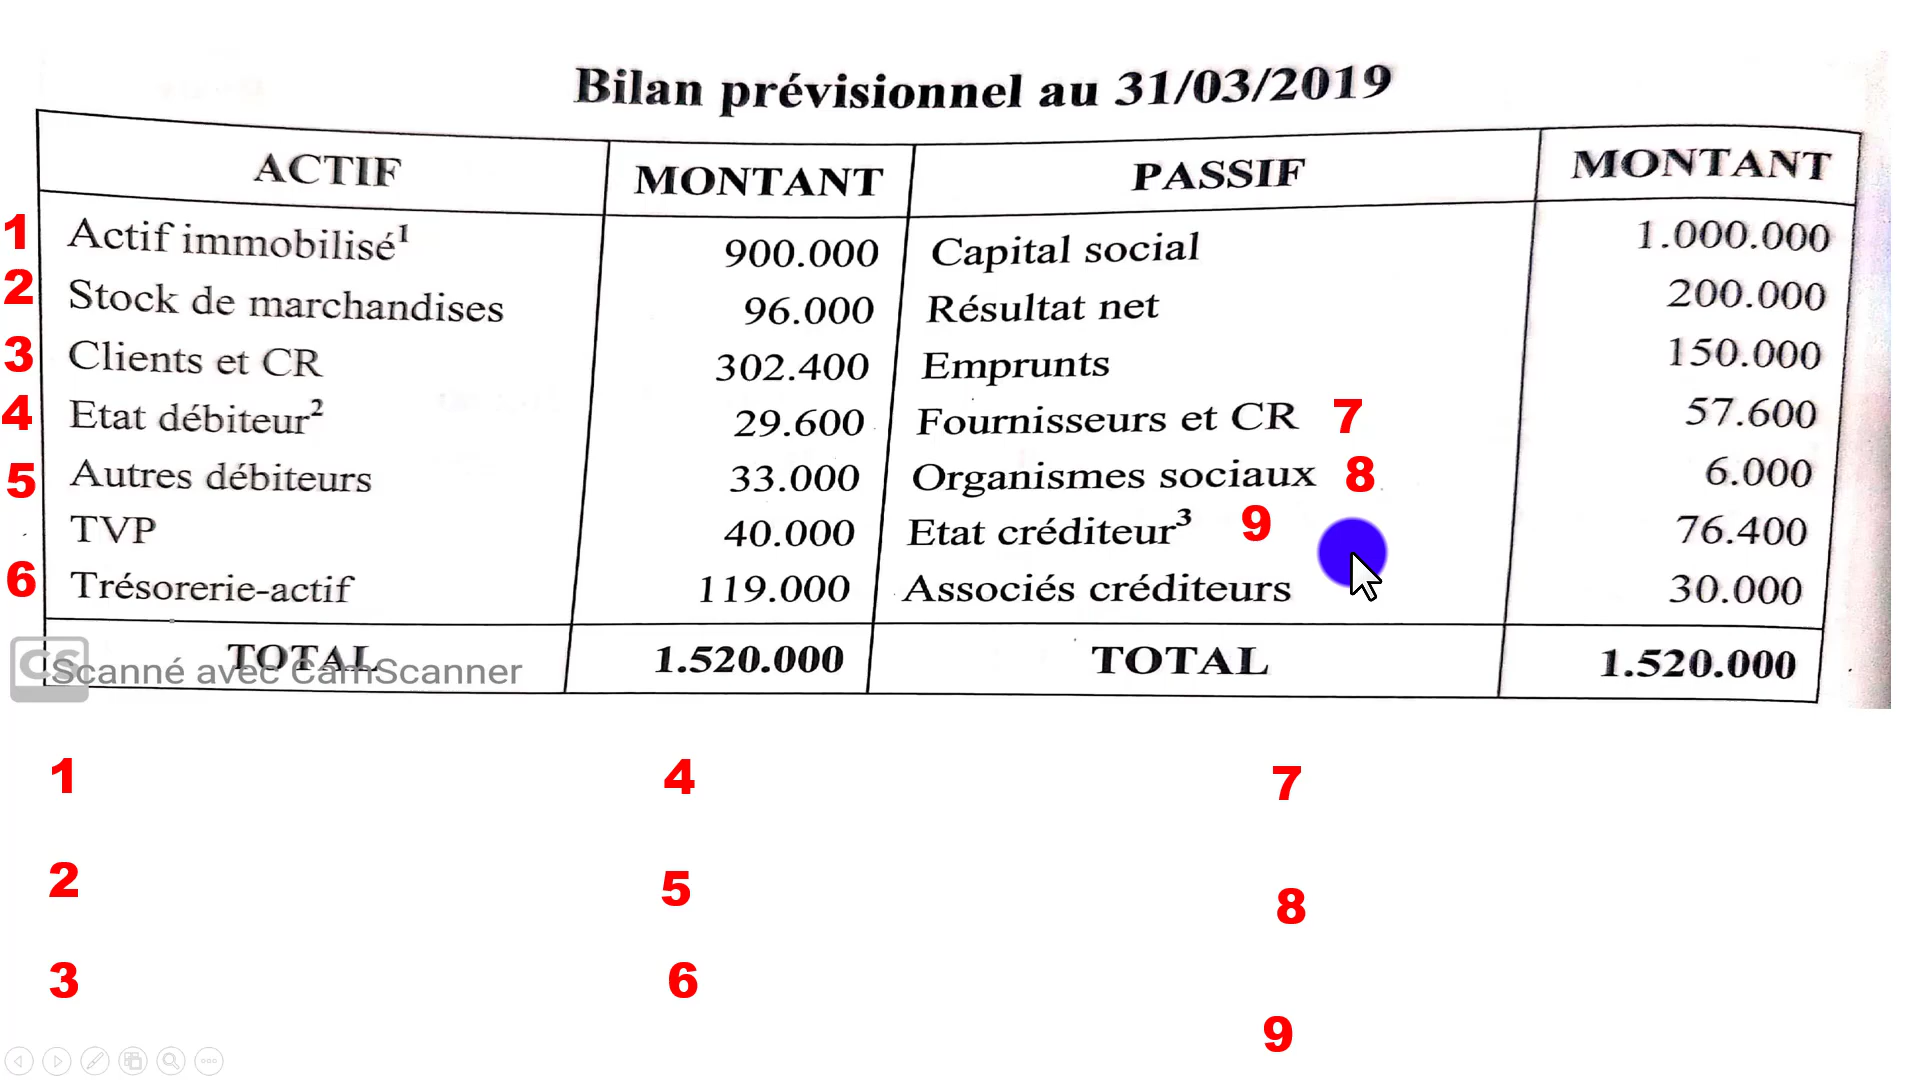 Bilan prévisionnel au 31/03/2019
ACTIF MONTANT PASSIF MONTANT
1 Actif immobilisé¹ 900.000 Capital social 1.000.000
2 Stock de marchandises 96.000 Résultat net 200.000
3 Clients et CR 302.400 Emprunts 150.000
4 Etat débiteur² 29.600 Fournisseurs et CR 7 57.600
5 Autres débiteurs 33.000 Organismes sociaux 8 6.000
TVP 40.000 Etat créditeur³ 9 76.400
6 Trésorerie-actif 119.000 Associés créditeurs 30.000
TOTAL 1.520.000 TOTAL 1.520.000
CS Scanné avec CamScanner
1 4 7
2 5 8
3 6 9